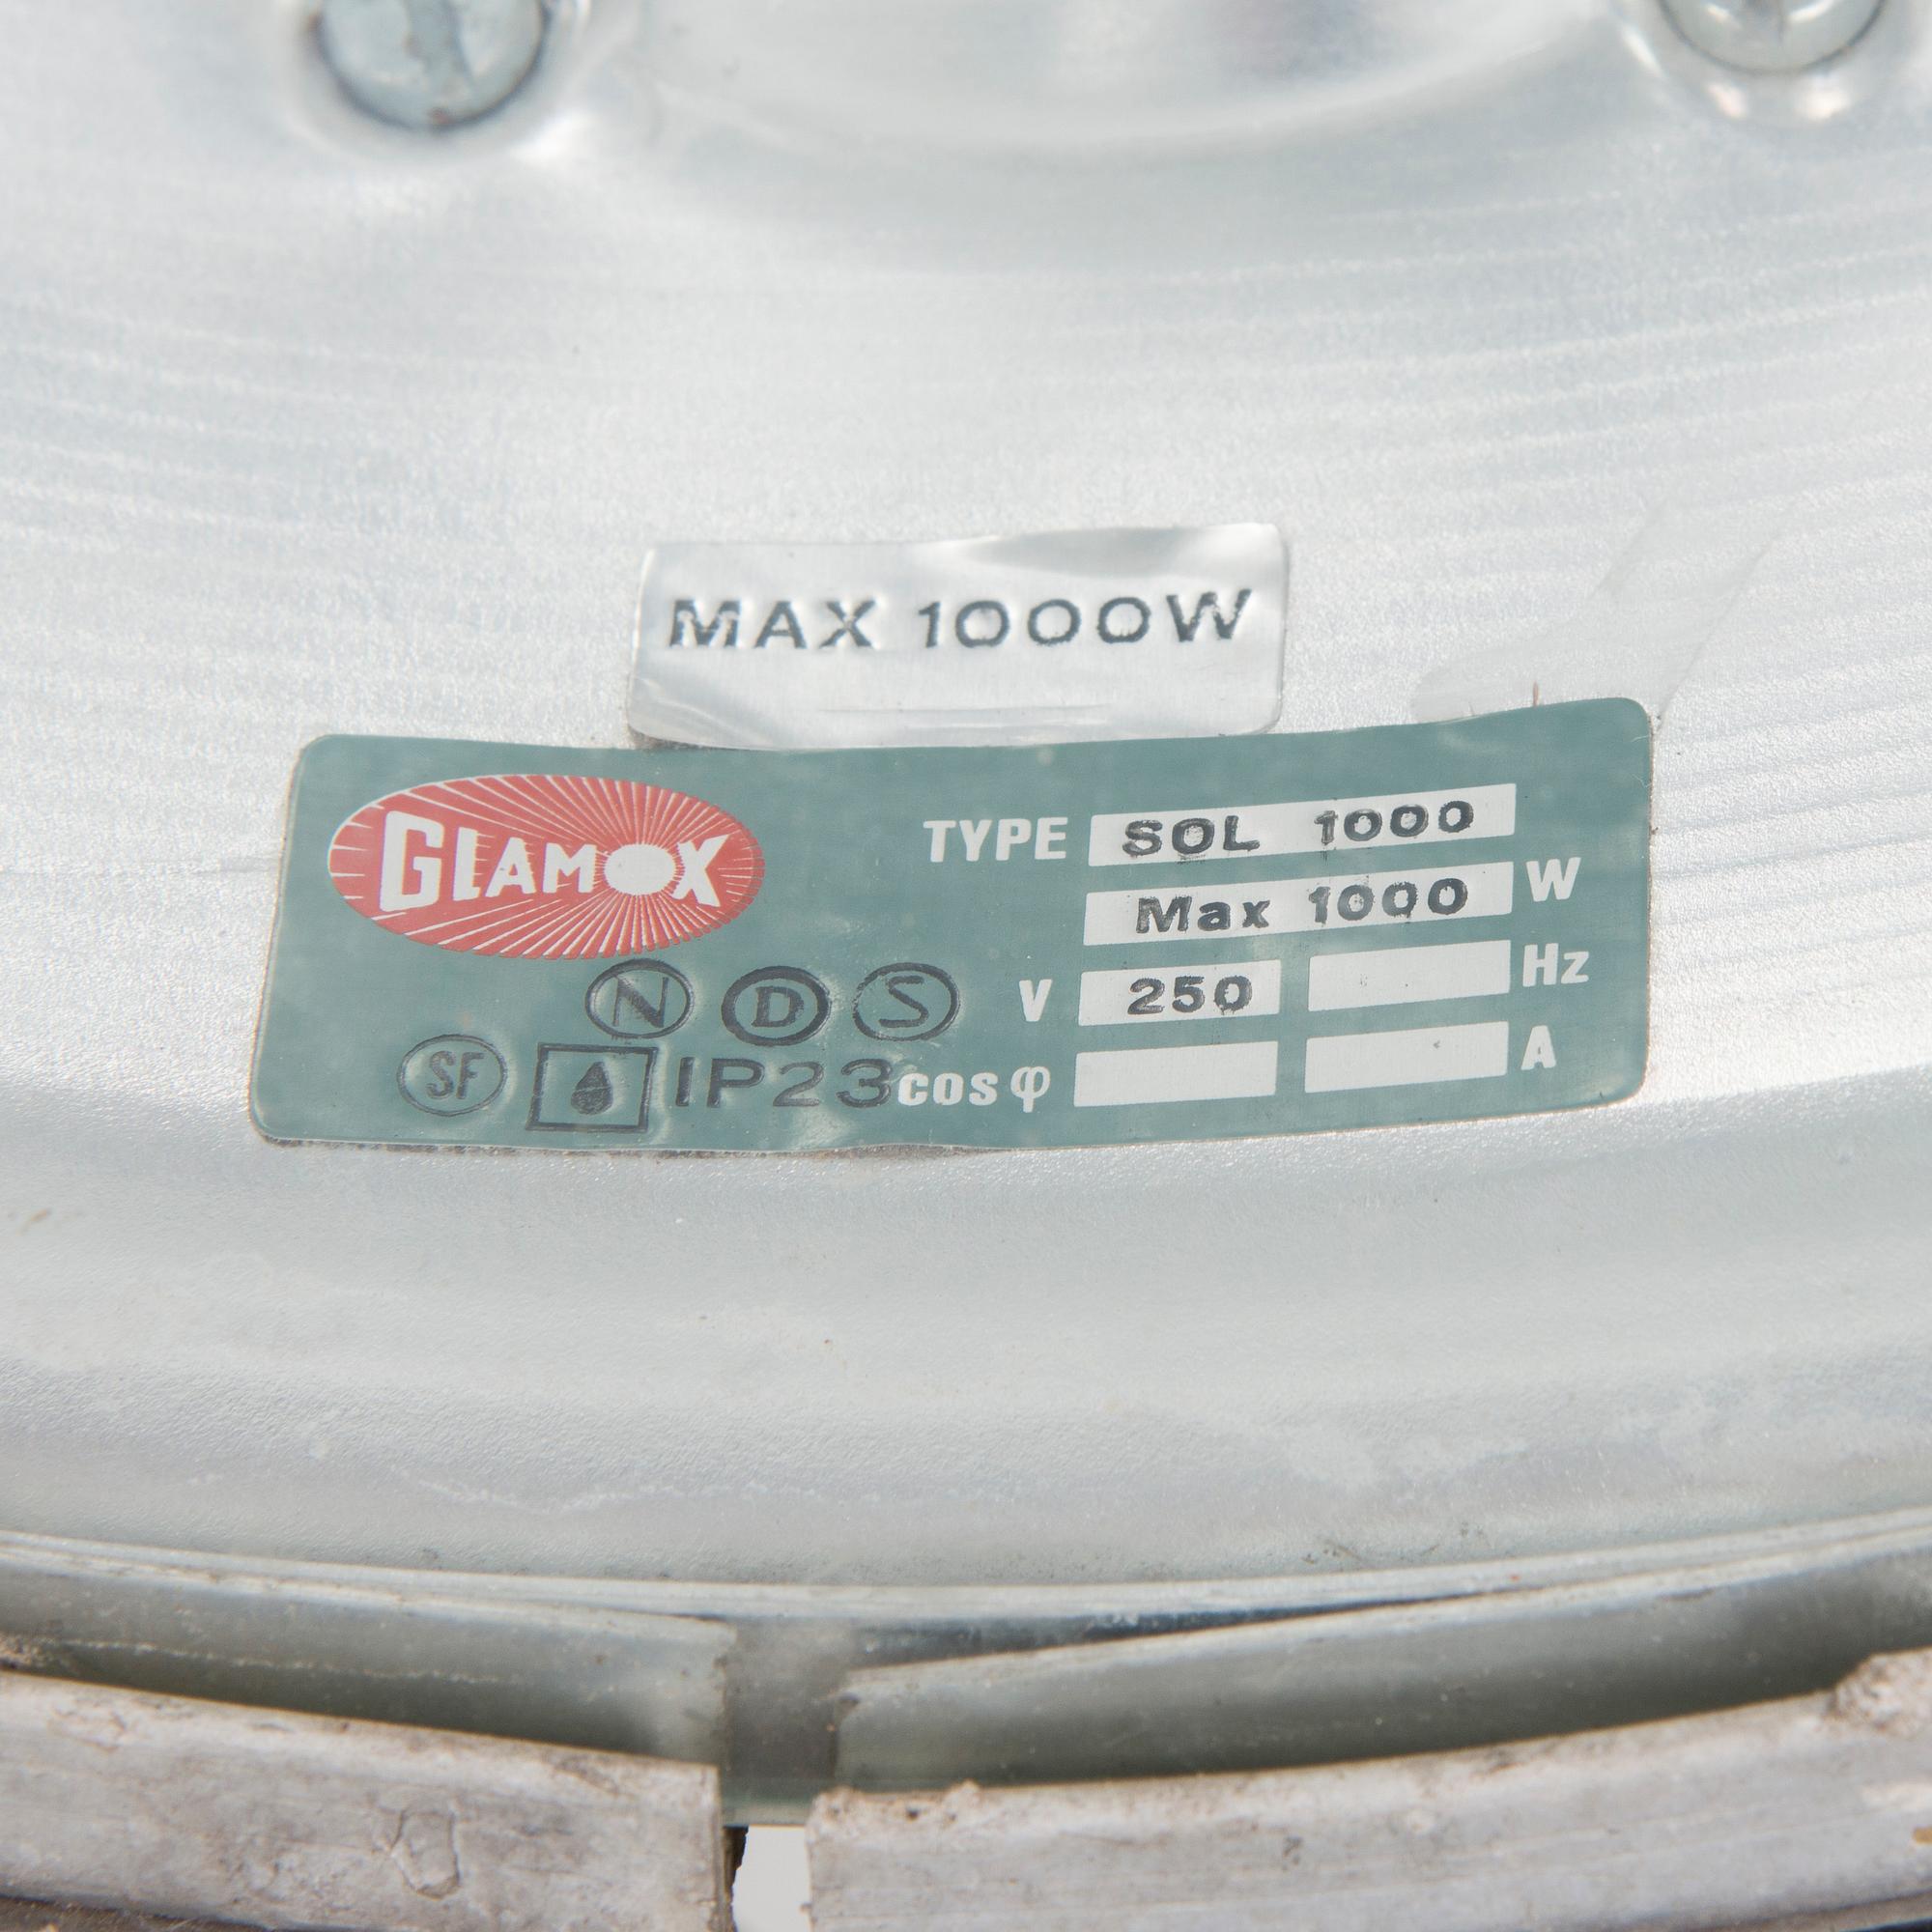 MAX 1000W
GLAMOX
TYPE SOL 1000
Max 1000 W
N D S V 250 Hz
SF IP23 cos φ A